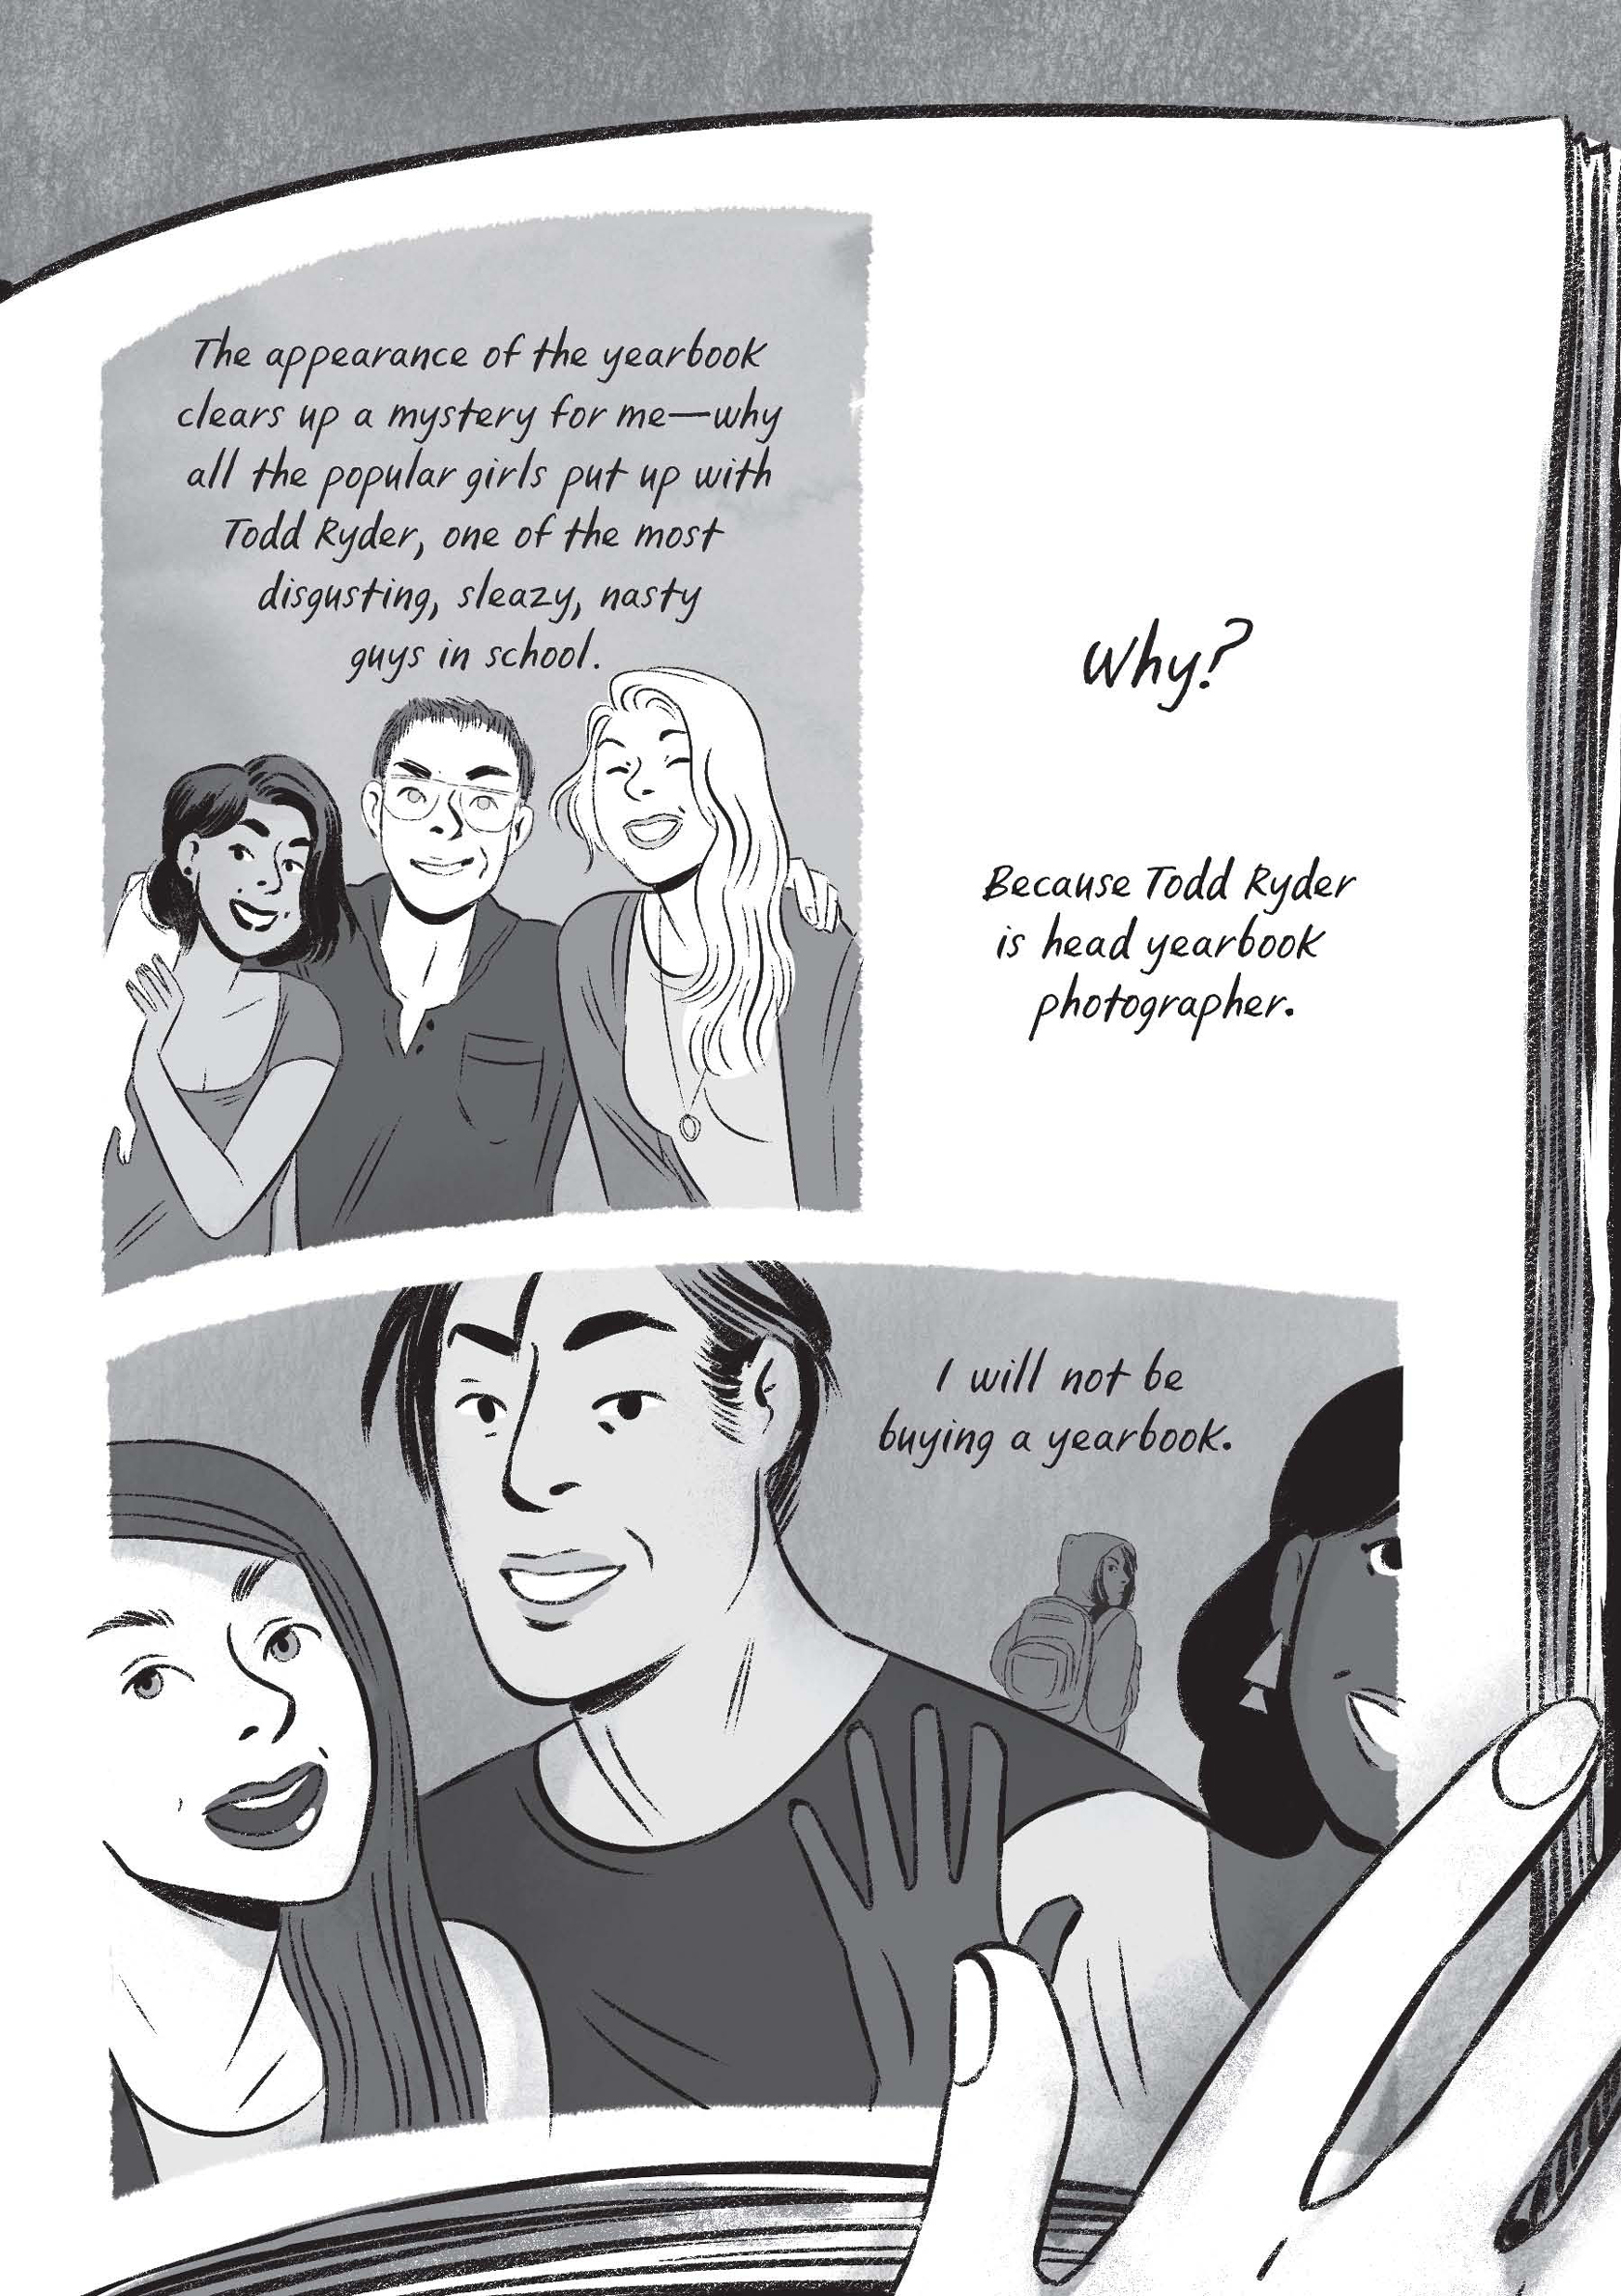 The appearance of the yearbook
clears up a mystery for me—why
all the popular girls put up with
Todd Ryder, one of the most
disgusting, sleazy, nasty
guys in school.
Why?
Because Todd Ryder
is head yearbook
photographer.
I will not be
buying a yearbook.